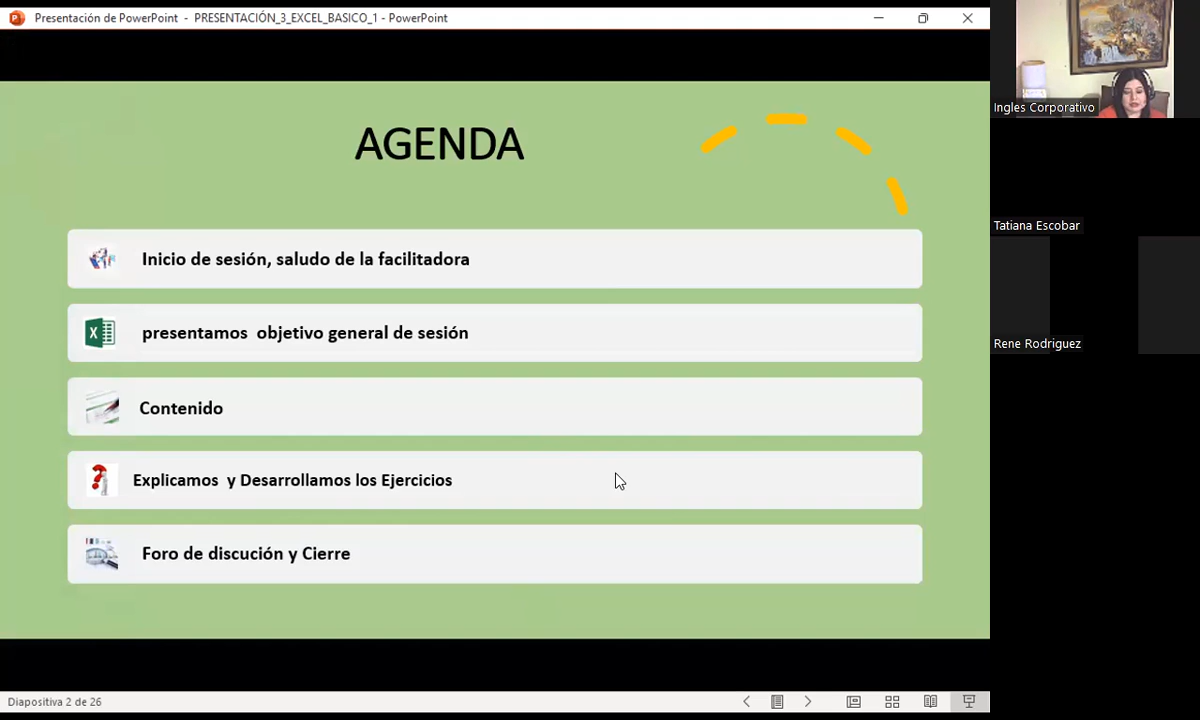 Presentación de PowerPoint - PRESENTACIÓN_3_EXCEL_BASICO_1 - PowerPoint
AGENDA
Inicio de sesión, saludo de la facilitadora
presentamos objetivo general de sesión
Contenido
Explicamos y Desarrollamos los Ejercicios
Foro de discución y Cierre
Diapositiva 2 de 26
Ingles Corporativo
Tatiana Escobar
Rene Rodriguez